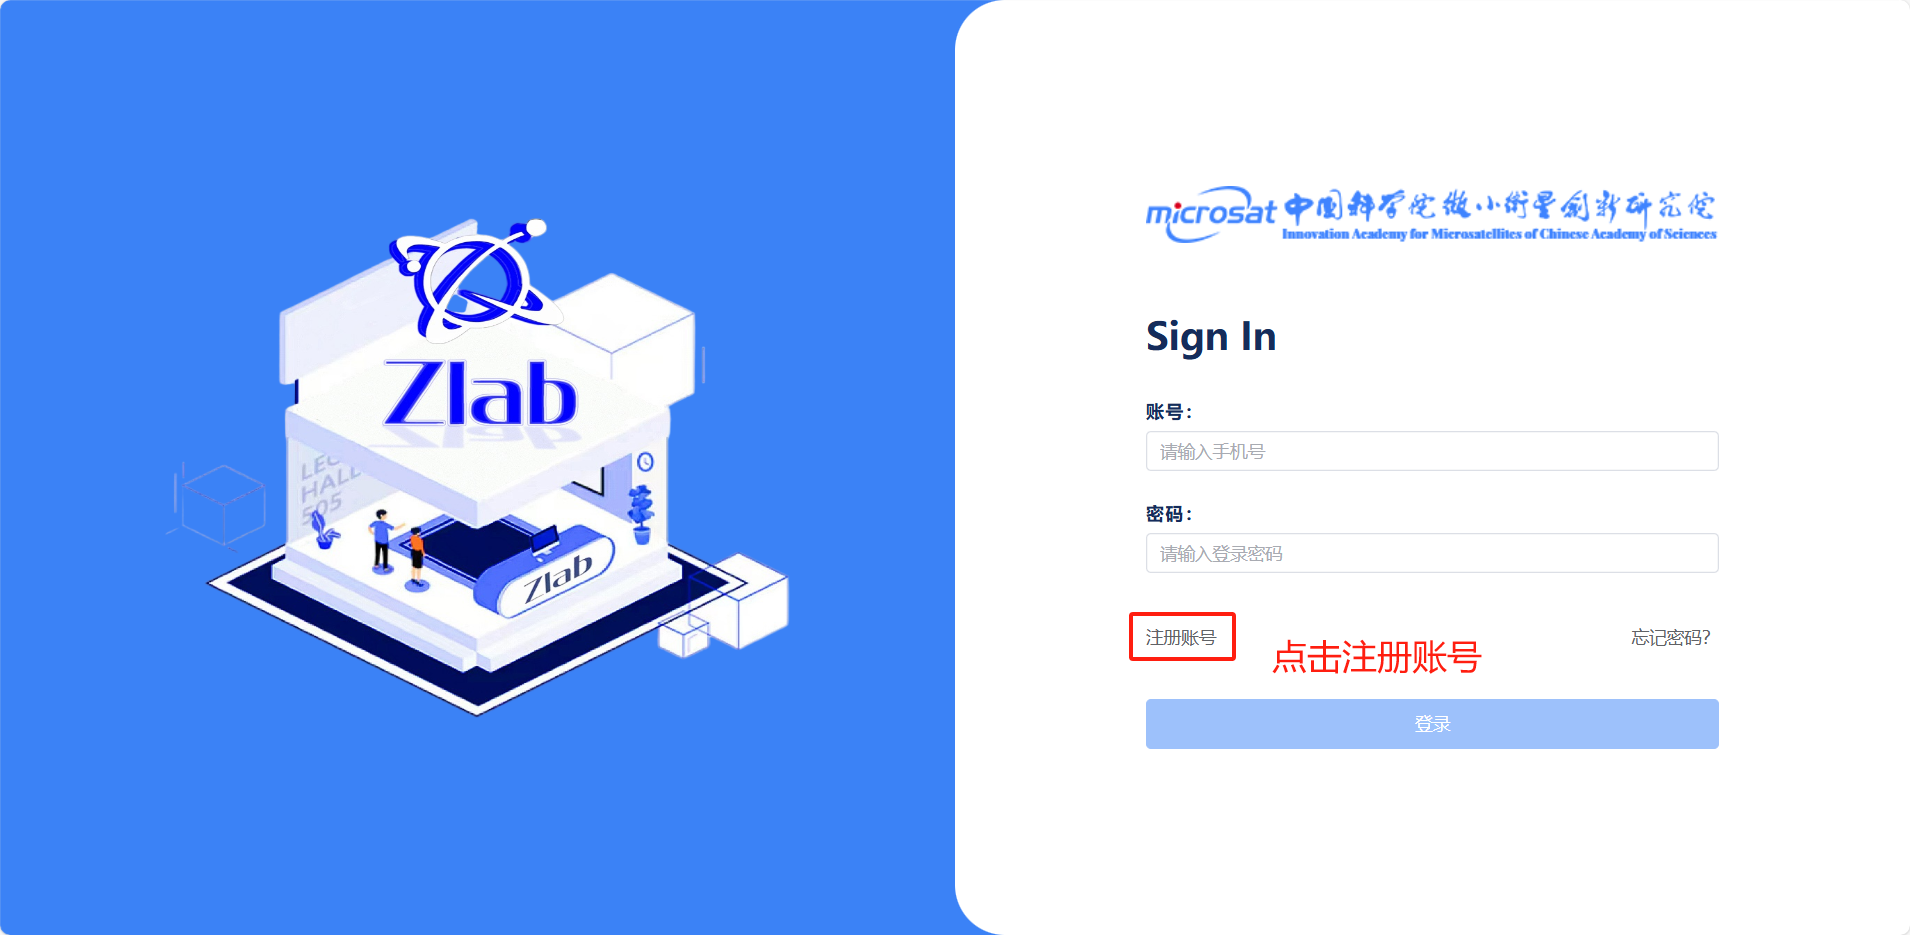 Zlab
LEC
HALL
505
Zlab
microsat 中国科学院微小卫星创新研究院
Innovation Academy for Microsatellites of Chinese Academy of Sciences
Sign In
账号：
请输入手机号
密码：
请输入登录密码
注册账号
点击注册账号
忘记密码?
登录